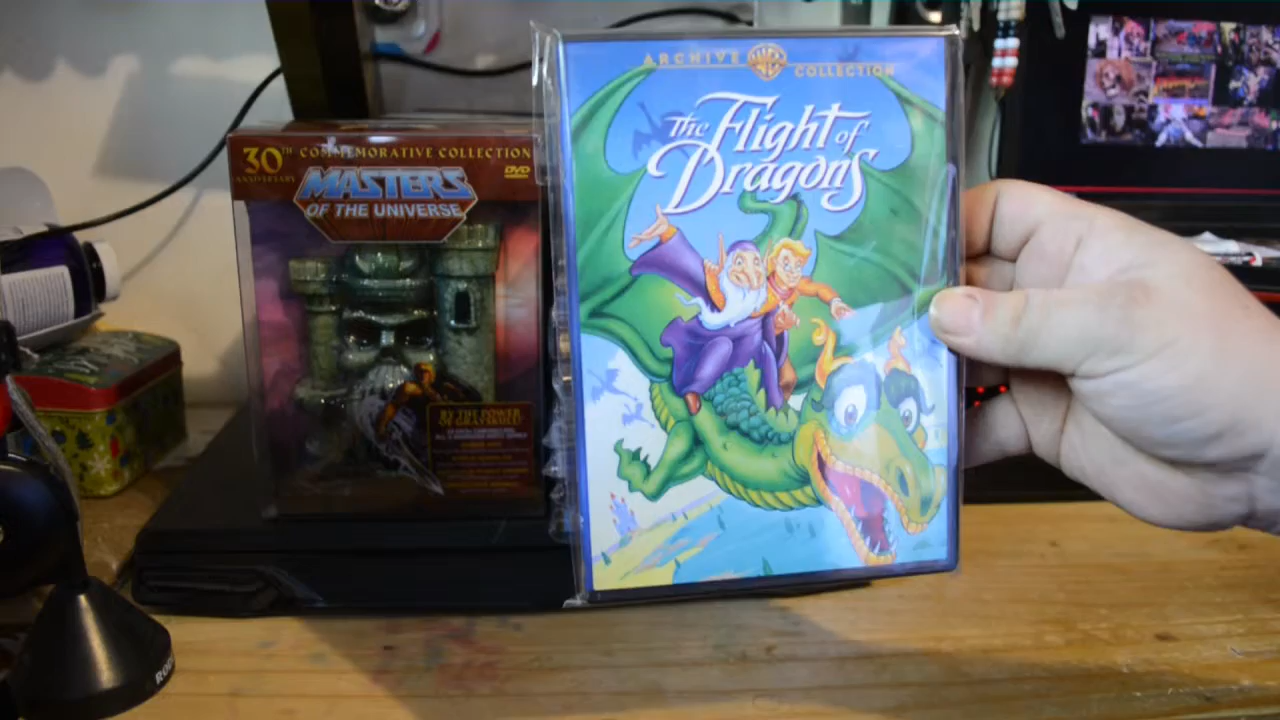 30TH COMMEMORATIVE COLLECTION
ANNIVERSARY
DVD
MASTERS
OF THE UNIVERSE
BY THE POWER
OF GRAYSKULL!
ARCHIVE WB COLLECTION
The Flight of
Dragons